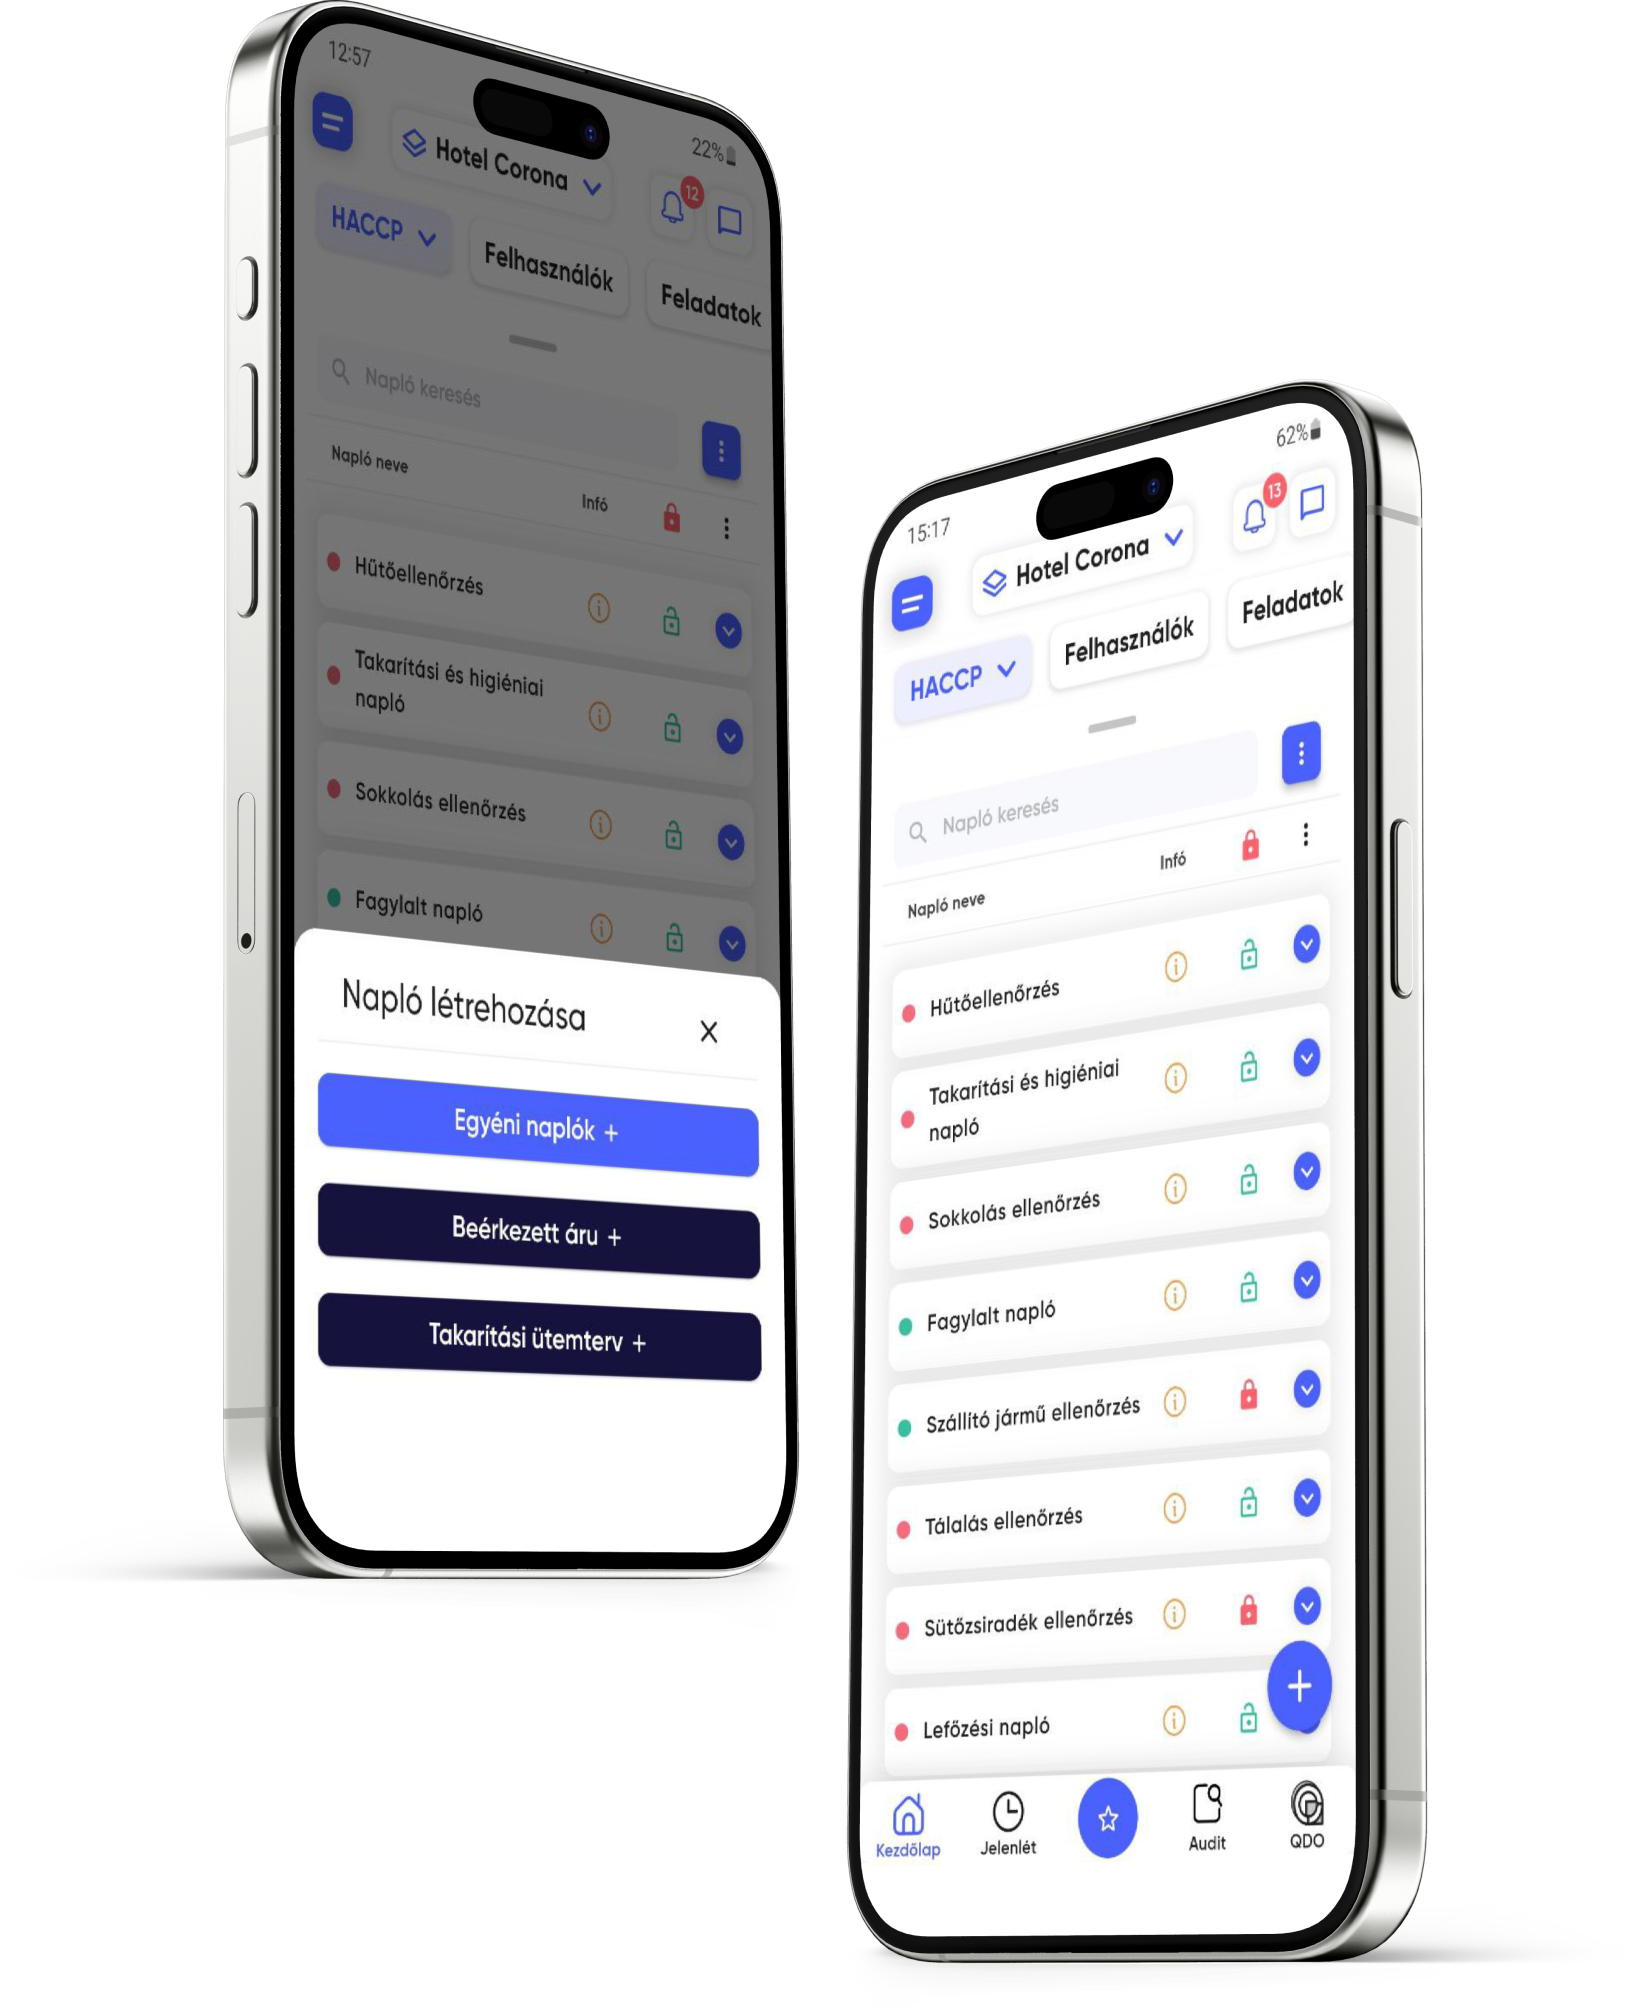 12:57
22%
Hotel Corona
12
HACCP
Felhasználók
Feladatok
Napló keresés
Napló neve
Infó
Hűtőellenőrzés
Takarítási és higiéniai
napló
Sokkolás ellenőrzés
Fagylalt napló
Napló létrehozása
Egyéni naplók +
Beérkezett áru +
Takarítási ütemterv +
15:17
62%
Hotel Corona
13
HACCP
Felhasználók
Feladatok
Napló keresés
Napló neve
Infó
Hűtőellenőrzés
Takarítási és higiéniai
napló
Sokkolás ellenőrzés
Fagylalt napló
Szállító jármű ellenőrzés
Tálalás ellenőrzés
Sütőzsiradék ellenőrzés
Lefőzési napló
Kezdőlap
Jelenlét
Audit
QDO